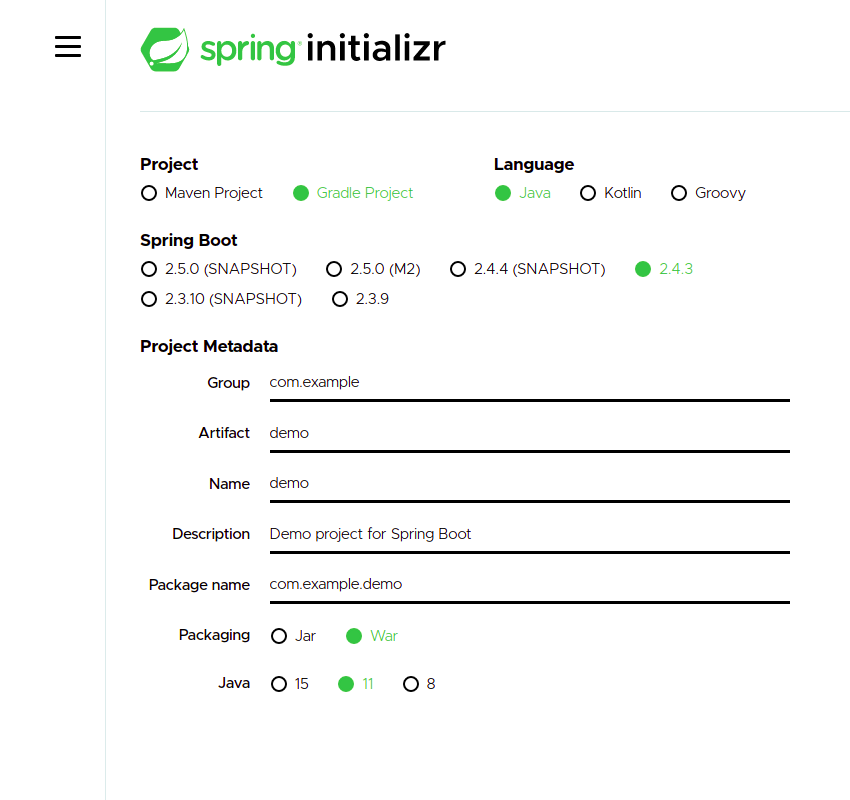 spring initializr
Project
Language
Maven Project Gradle Project
Java Kotlin Groovy
Spring Boot
2.5.0 (SNAPSHOT) 2.5.0 (M2) 2.4.4 (SNAPSHOT) 2.4.3
2.3.10 (SNAPSHOT) 2.3.9
Project Metadata
Group com.example
Artifact demo
Name demo
Description Demo project for Spring Boot
Package name com.example.demo
Packaging Jar War
Java 15 11 8